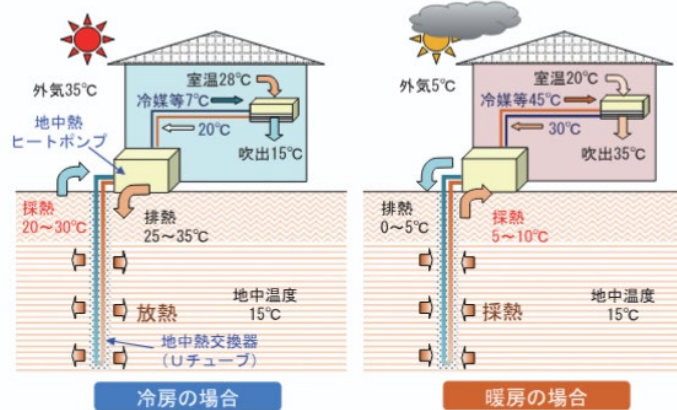 外気35℃
室温28℃
冷媒等7℃
20℃
吹出15℃
地中熱
ヒートポンプ
採熱
20～30℃
排熱
25～35℃
放熱
地中温度
15℃
地中熱交換器
（Uチューブ）
冷房の場合
外気5℃
室温20℃
冷媒等45℃
30℃
吹出35℃
排熱
0～5℃
採熱
5～10℃
採熱
地中温度
15℃
暖房の場合